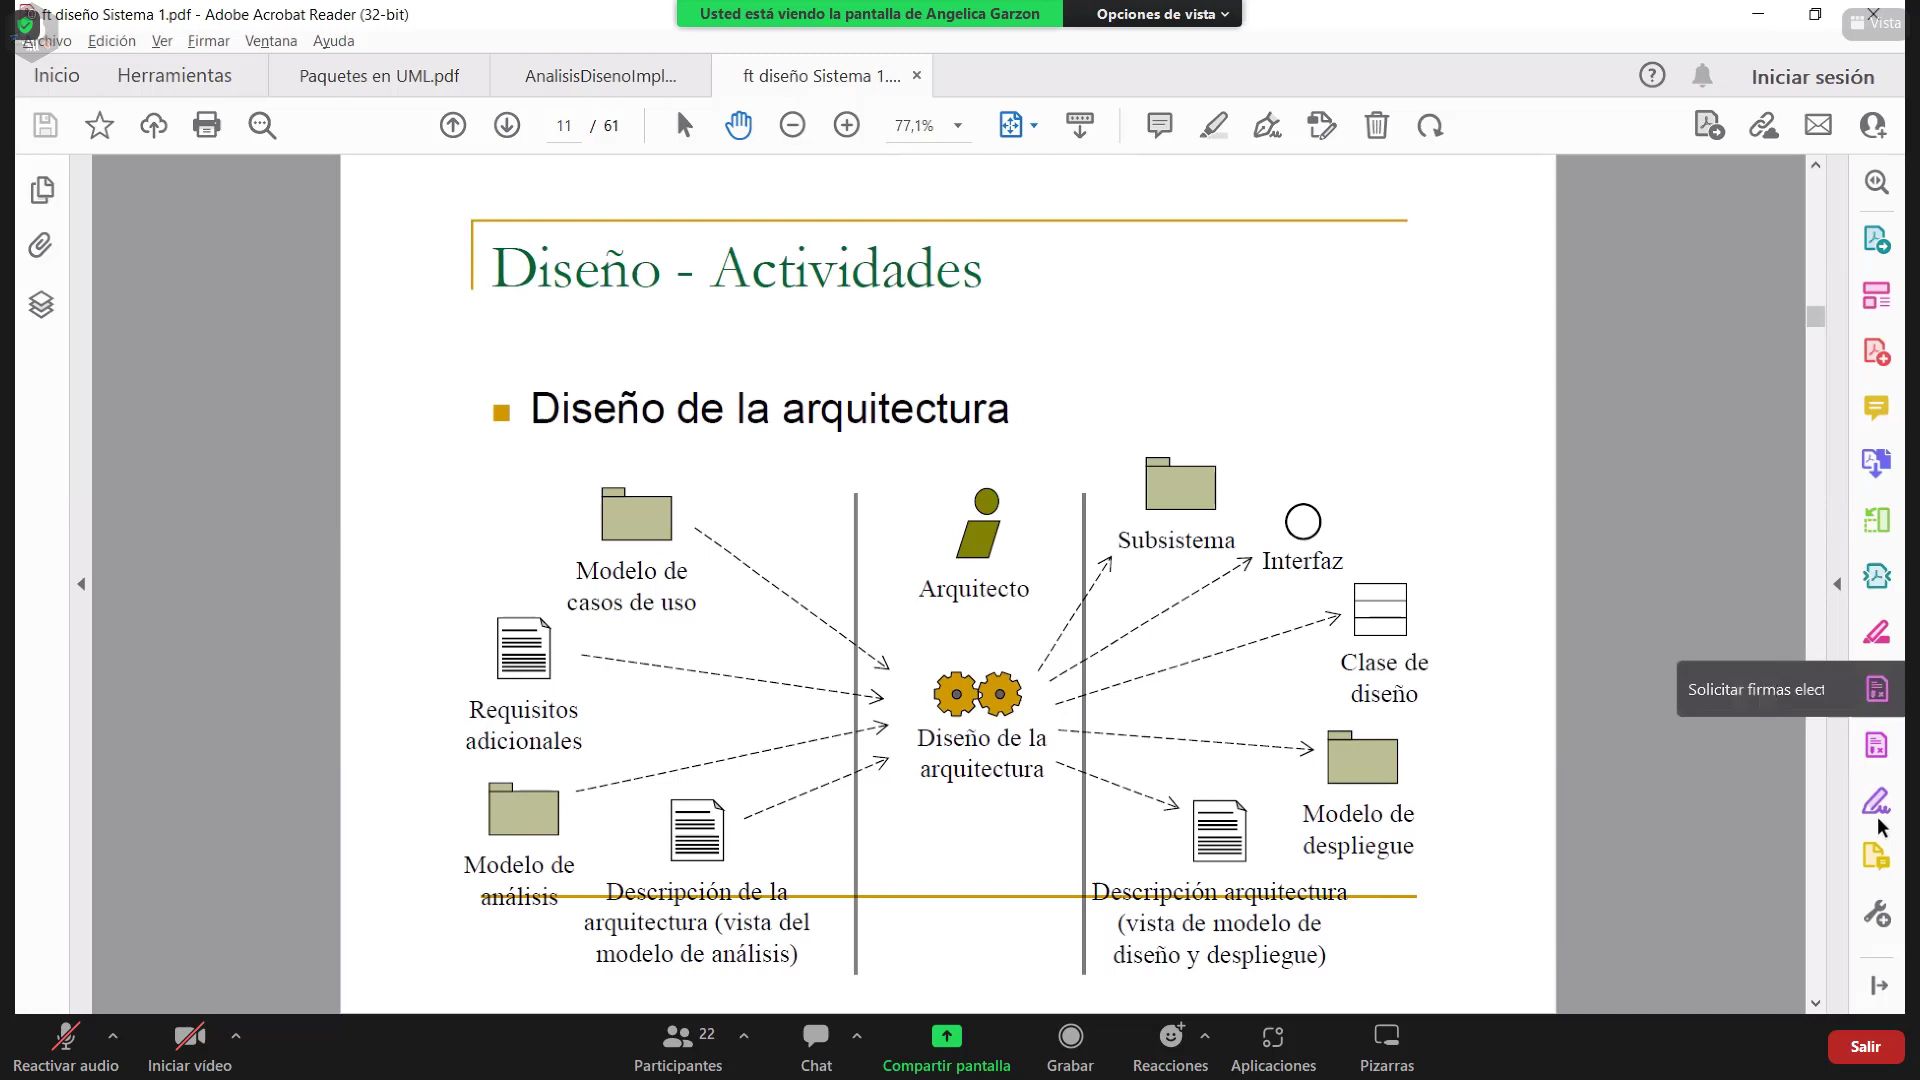 ft diseño Sistema 1.pdf - Adobe Acrobat Reader (32-bit)
Usted está viendo la pantalla de Angelica Garzon
Opciones de vista
Vista
Archivo Edición Ver Firmar Ventana Ayuda
Inicio
Herramientas
Paquetes en UML.pdf
AnalisisDisenoImpl...
ft diseño Sistema 1....
Iniciar sesión
11 / 61
77,1%
Diseño - Actividades
Diseño de la arquitectura
Modelo de
casos de uso
Requisitos
adicionales
Modelo de
análisis
Descripción de la
arquitectura (vista del
modelo de análisis)
Arquitecto
Diseño de la
arquitectura
Subsistema
Interfaz
Clase de
diseño
Modelo de
despliegue
Descripción arquitectura
(vista de modelo de
diseño y despliegue)
Solicitar firmas elect
Reactivar audio
Iniciar vídeo
22
Participantes
Chat
Compartir pantalla
Grabar
Reacciones
Aplicaciones
Pizarras
Salir